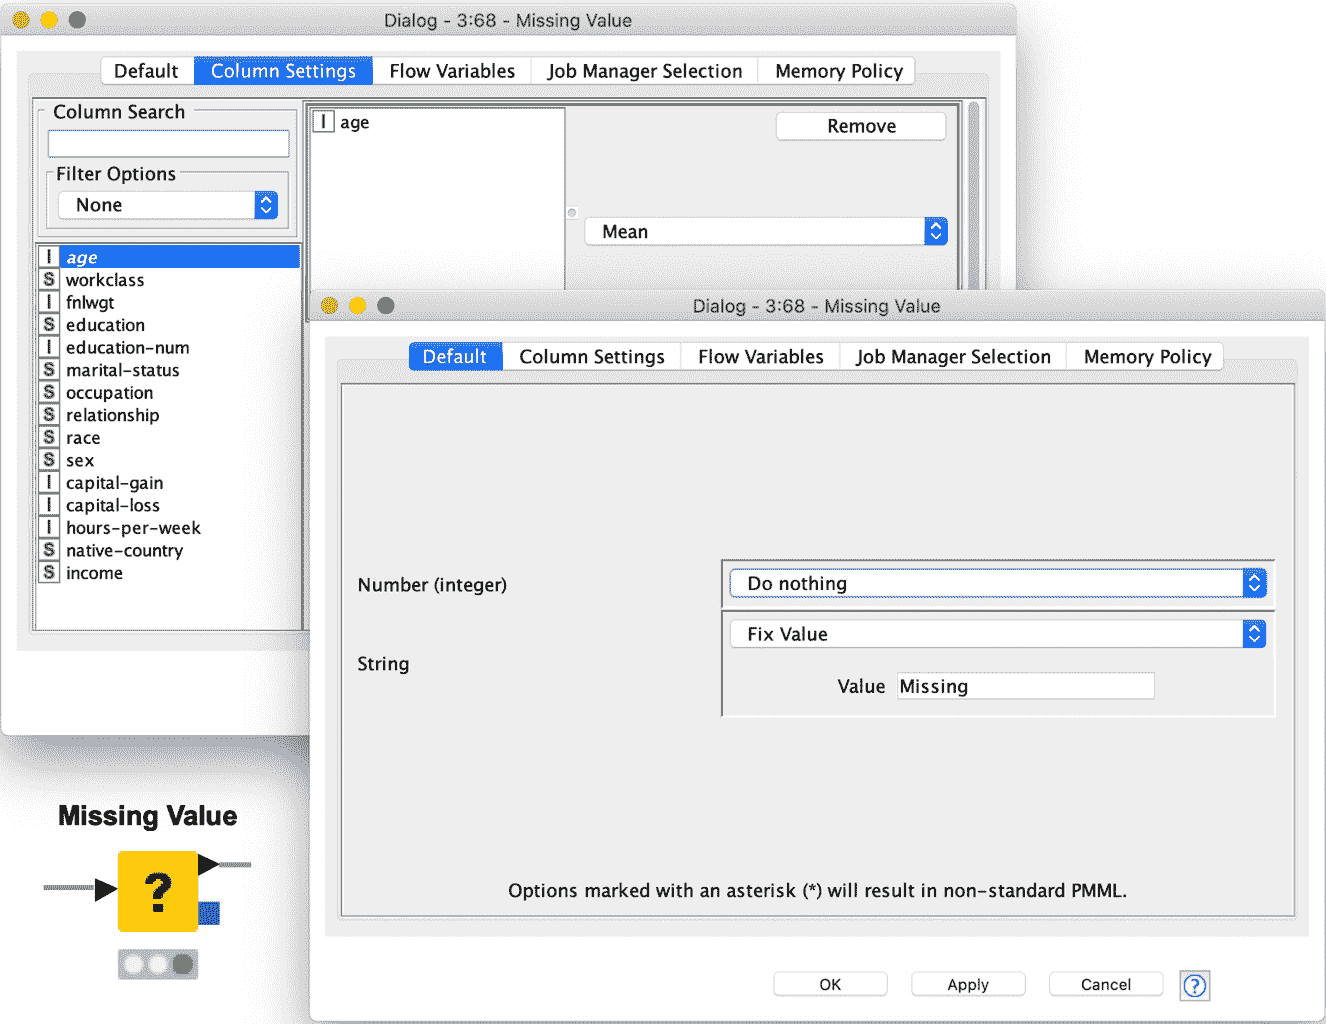 Dialog - 3:68 - Missing Value
Default Column Settings Flow Variables Job Manager Selection Memory Policy
Column Search
Filter Options
None
I age
S workclass
I fnlwgt
S education
I education-num
S marital-status
S occupation
S relationship
S race
S sex
I capital-gain
I capital-loss
I hours-per-week
S native-country
S income
I age
Remove
Mean
Dialog - 3:68 - Missing Value
Default Column Settings Flow Variables Job Manager Selection Memory Policy
Number (integer) Do nothing
String Fix Value
Value Missing
Options marked with an asterisk (*) will result in non-standard PMML.
OK Apply Cancel ?
Missing Value
?